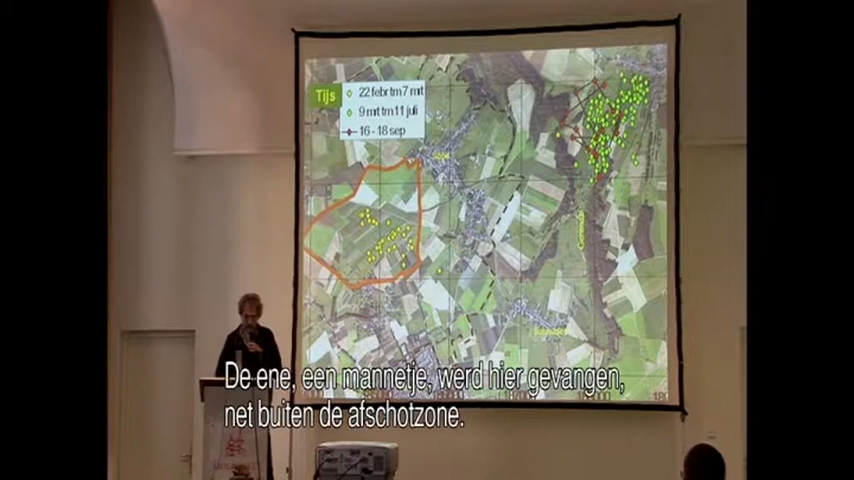 Tijs
22 febr tm 7 mrt
9 mrt tm 11 juli
16 - 18 sep
De ene, een mannetje, werd hier gevangen,
net buiten de afschotzone.